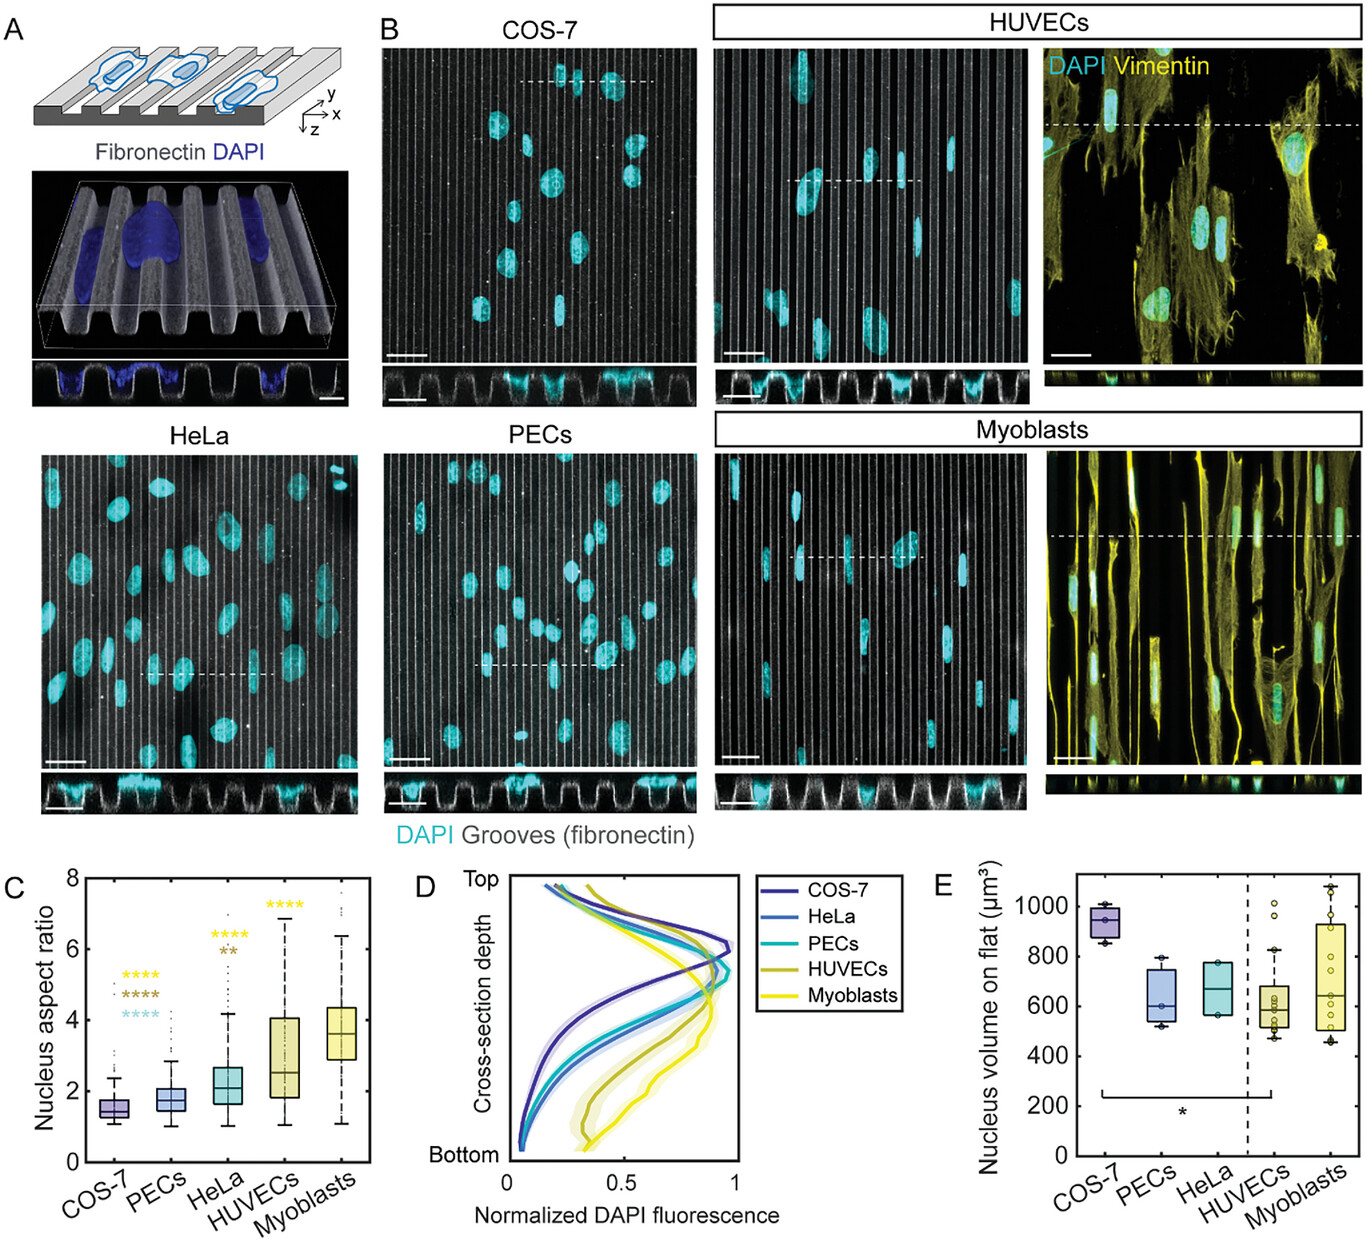 A
y
x
z
Fibronectin DAPI
B
COS-7
HUVECs
DAPI Vimentin
HeLa
PECs
Myoblasts
DAPI Grooves (fibronectin)
C
Nucleus aspect ratio
8
6
4
2
0
****
****
****
****
**
****
COS-7
PECs
HeLa
HUVECs
Myoblasts
D
Top
Cross-section depth
Bottom
0
0.5
1
Normalized DAPI fluorescence
COS-7
HeLa
PECs
HUVECs
Myoblasts
E
Nucleus volume on flat (µm³)
1000
800
600
400
200
0
*
COS-7
PECs
HeLa
HUVECs
Myoblasts